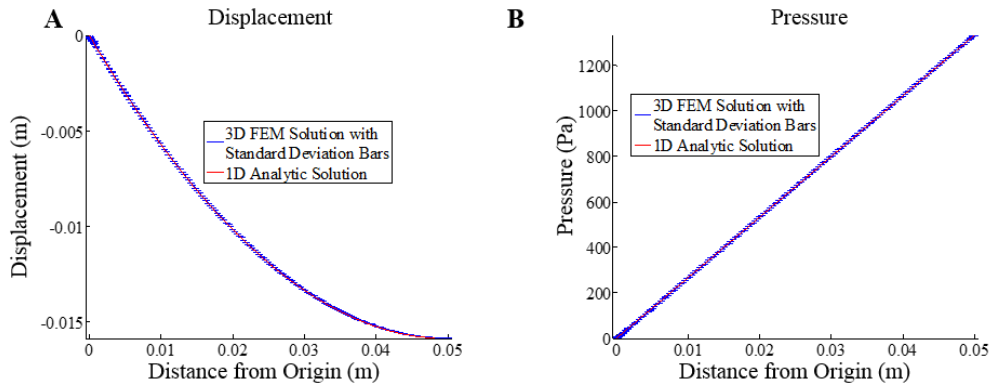 A
Displacement
0
-0.005
-0.01
-0.015
Displacement (m)
3D FEM Solution with
Standard Deviation Bars
1D Analytic Solution
0
0.01
0.02
0.03
0.04
0.05
Distance from Origin (m)
B
Pressure
1200
1000
800
600
400
200
0
Pressure (Pa)
3D FEM Solution with
Standard Deviation Bars
1D Analytic Solution
0
0.01
0.02
0.03
0.04
0.05
Distance from Origin (m)